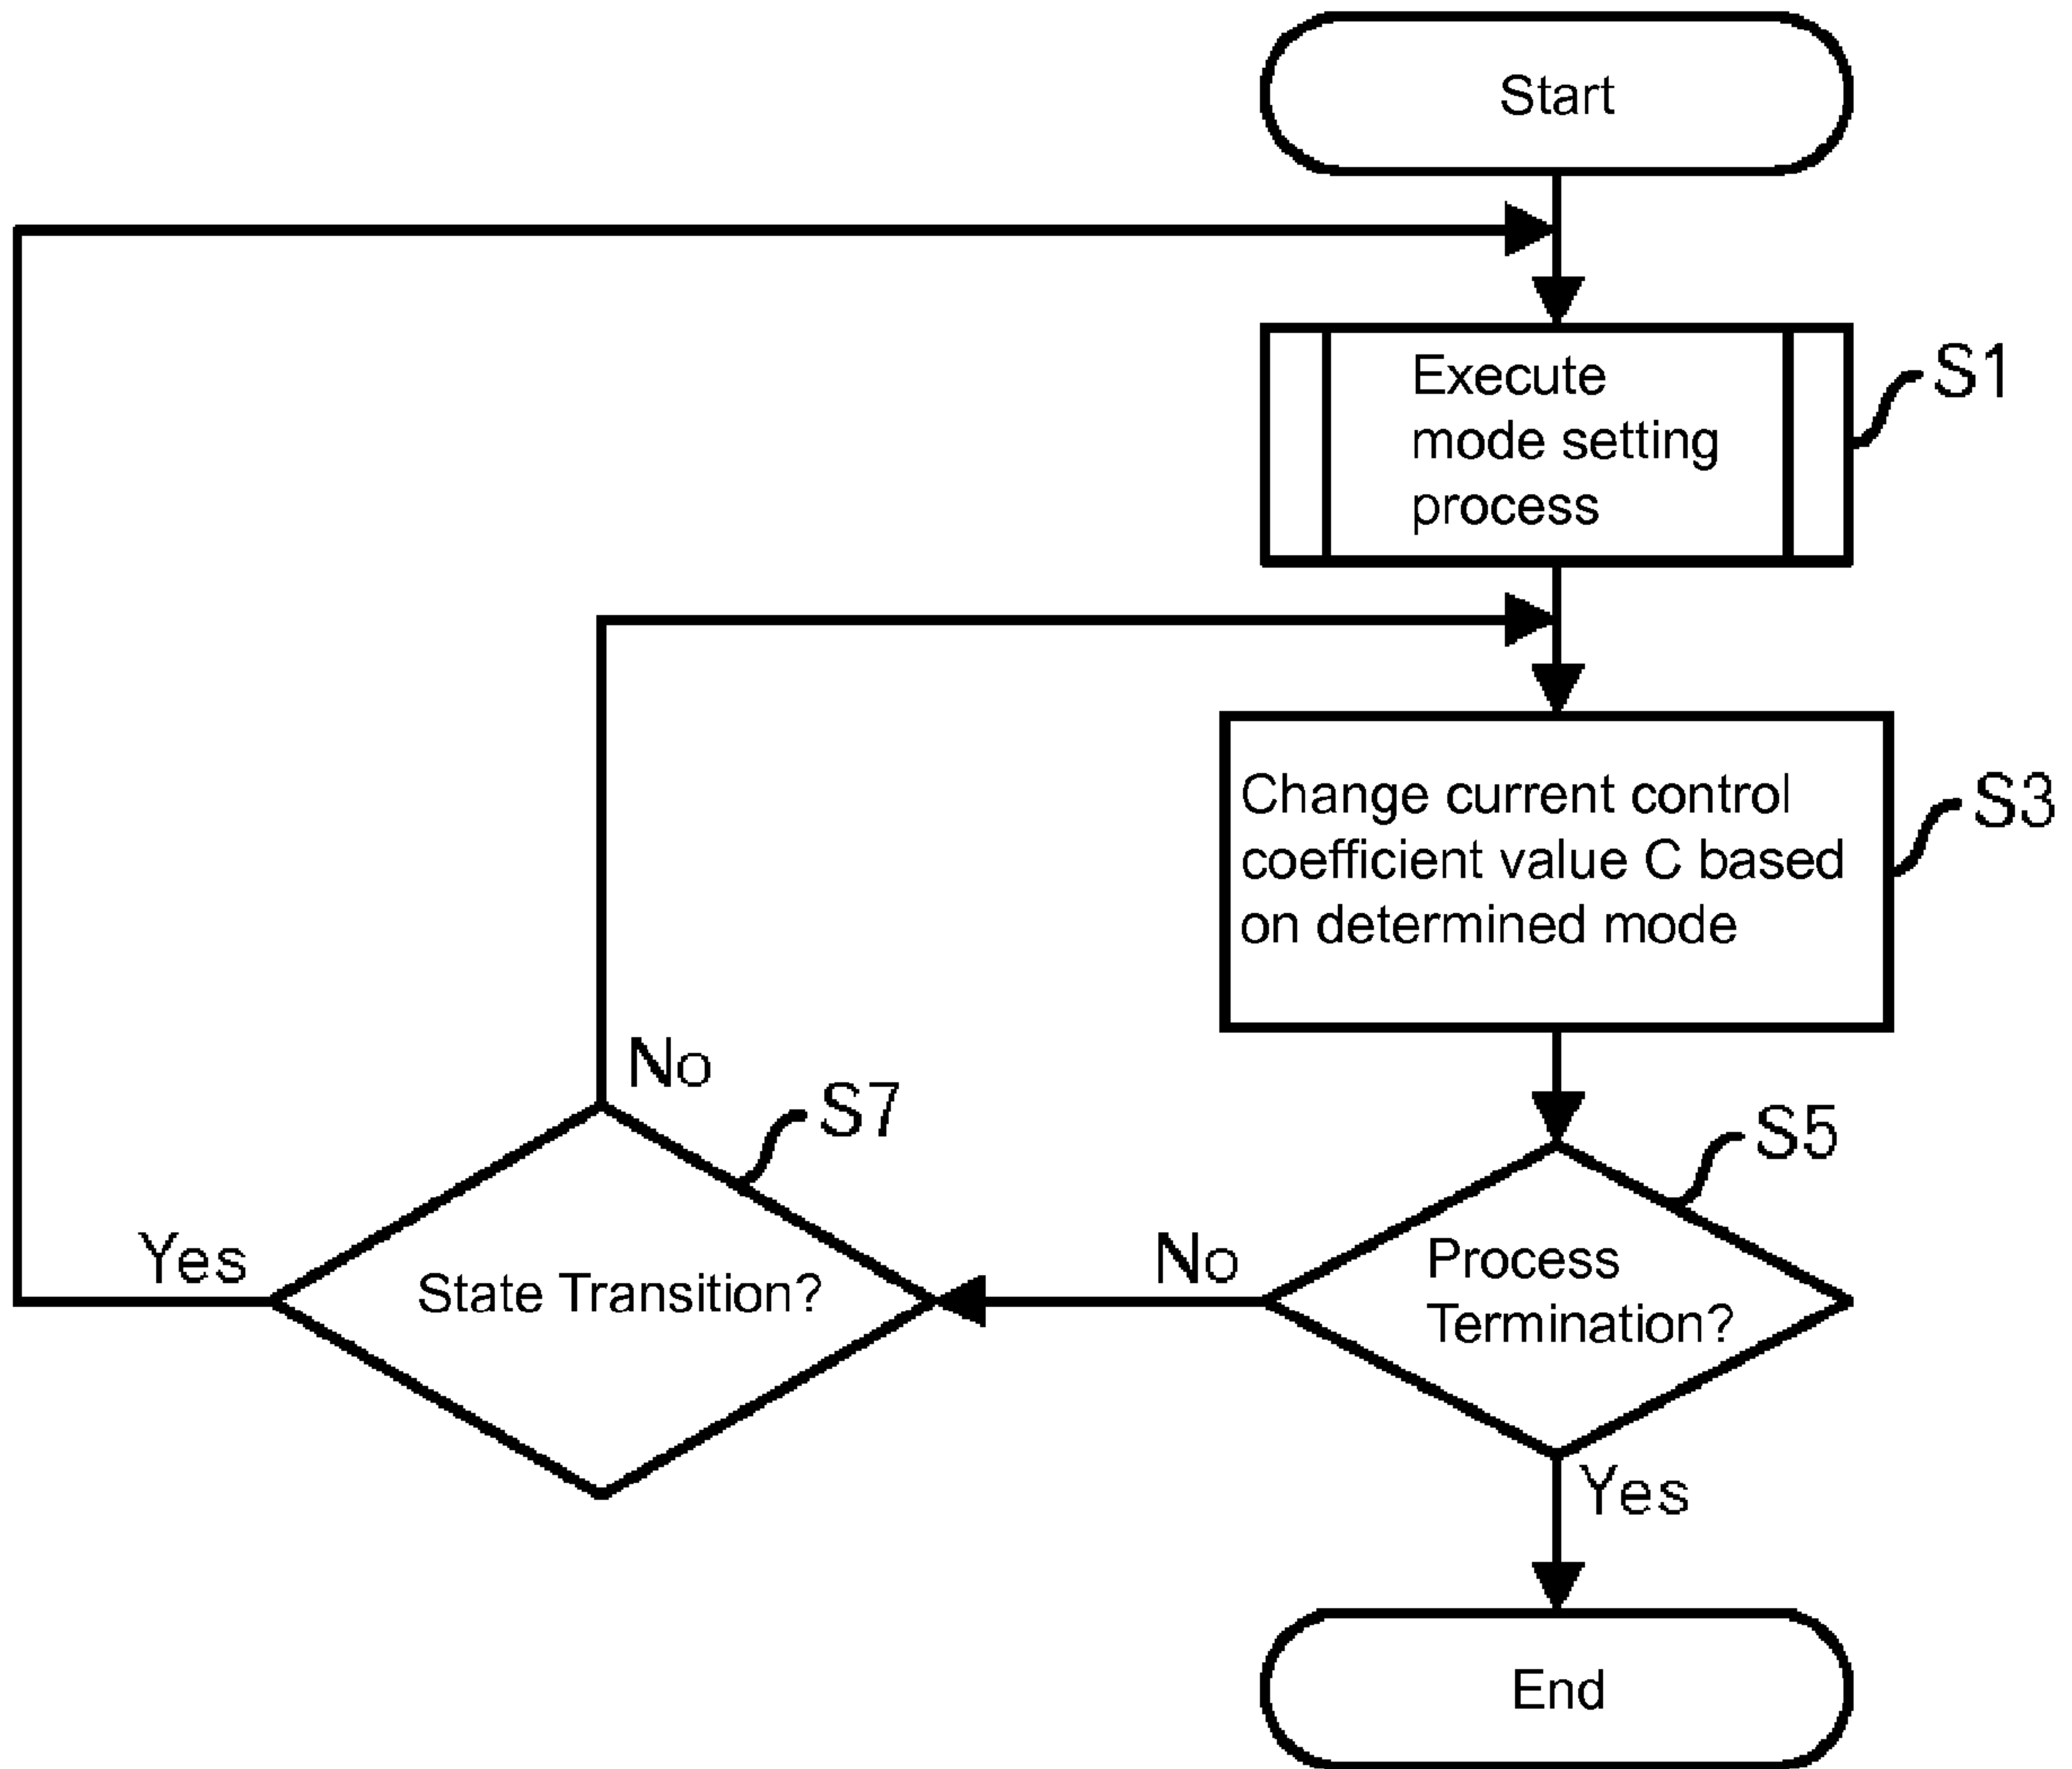 Start
Execute
mode setting
process
S1
Change current control
coefficient value C based
on determined mode
S3
No
S7
State Transition?
Yes
No
S5
Process
Termination?
Yes
End